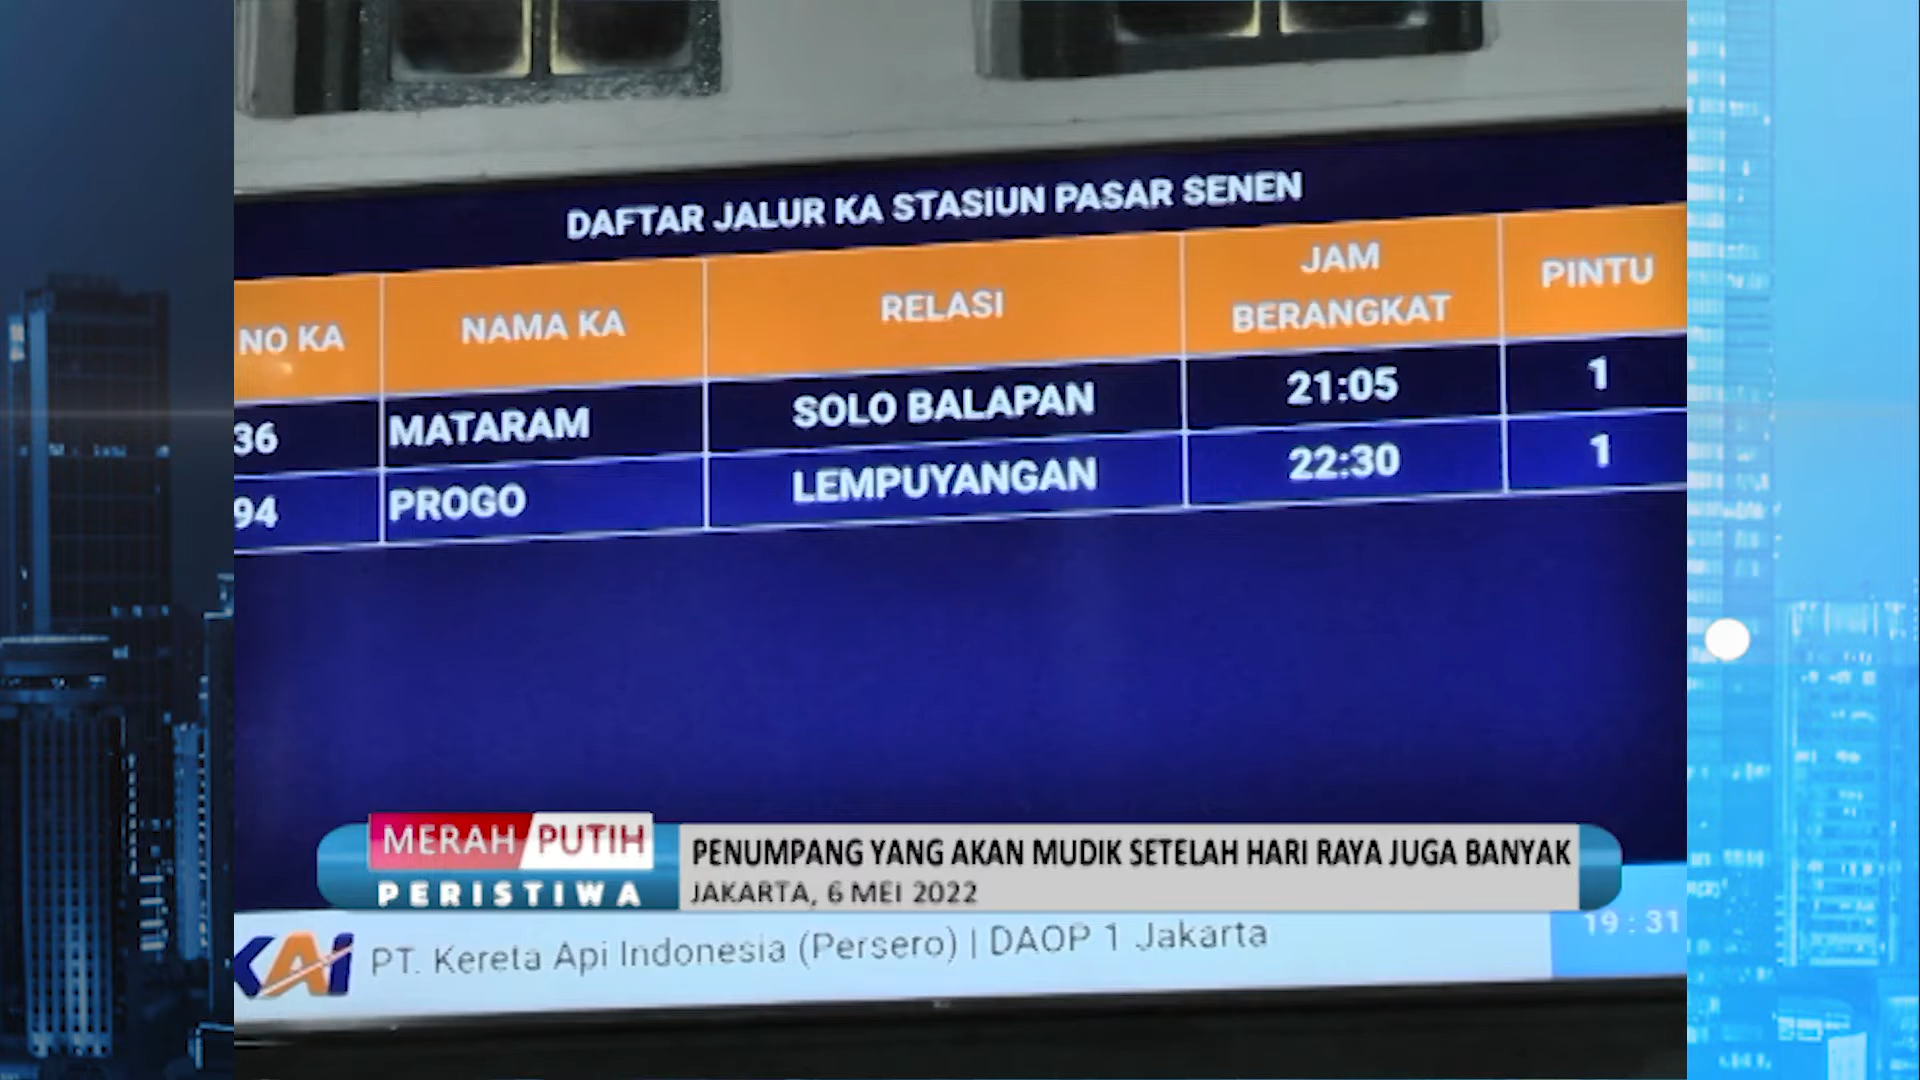 DAFTAR JALUR KA STASIUN PASAR SENEN
NO KA NAMA KA RELASI JAM BERANGKAT PINTU
36 MATARAM SOLO BALAPAN 21:05 1
94 PROGO LEMPUYANGAN 22:30 1
MERAH PUTIH
PERISTIWA
PENUMPANG YANG AKAN MUDIK SETELAH HARI RAYA JUGA BANYAK
JAKARTA, 6 MEI 2022
KAI PT. Kereta Api Indonesia (Persero) | DAOP 1 Jakarta 19:31